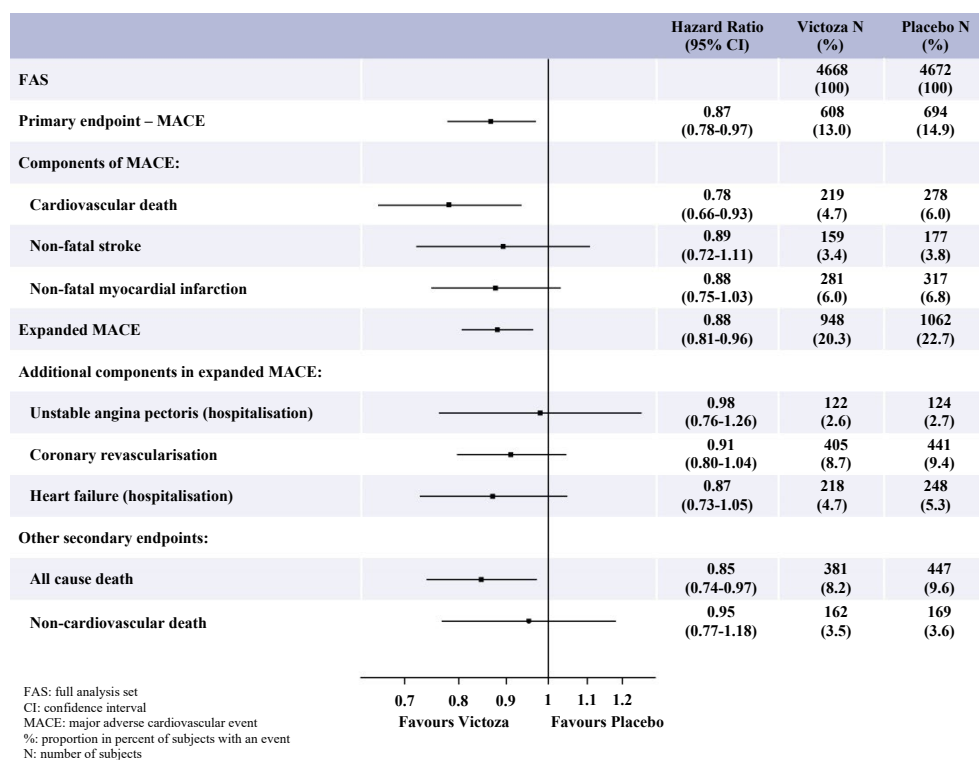 Hazard Ratio Victoza N Placebo N
(95% CI) (%) (%)
FAS 4668 4672
(100) (100)
Primary endpoint – MACE 0.87 608 694
(0.78-0.97) (13.0) (14.9)
Components of MACE:
Cardiovascular death 0.78 219 278
(0.66-0.93) (4.7) (6.0)
Non-fatal stroke 0.89 159 177
(0.72-1.11) (3.4) (3.8)
Non-fatal myocardial infarction 0.88 281 317
(0.75-1.03) (6.0) (6.8)
Expanded MACE 0.88 948 1062
(0.81-0.96) (20.3) (22.7)
Additional components in expanded MACE:
Unstable angina pectoris (hospitalisation) 0.98 122 124
(0.76-1.26) (2.6) (2.7)
Coronary revascularisation 0.91 405 441
(0.80-1.04) (8.7) (9.4)
Heart failure (hospitalisation) 0.87 218 248
(0.73-1.05) (4.7) (5.3)
Other secondary endpoints:
All cause death 0.85 381 447
(0.74-0.97) (8.2) (9.6)
Non-cardiovascular death 0.95 162 169
(0.77-1.18) (3.5) (3.6)
0.7 0.8 0.9 1 1.1 1.2
Favours Victoza Favours Placebo
FAS: full analysis set
CI: confidence interval
MACE: major adverse cardiovascular event
%: proportion in percent of subjects with an event
N: number of subjects